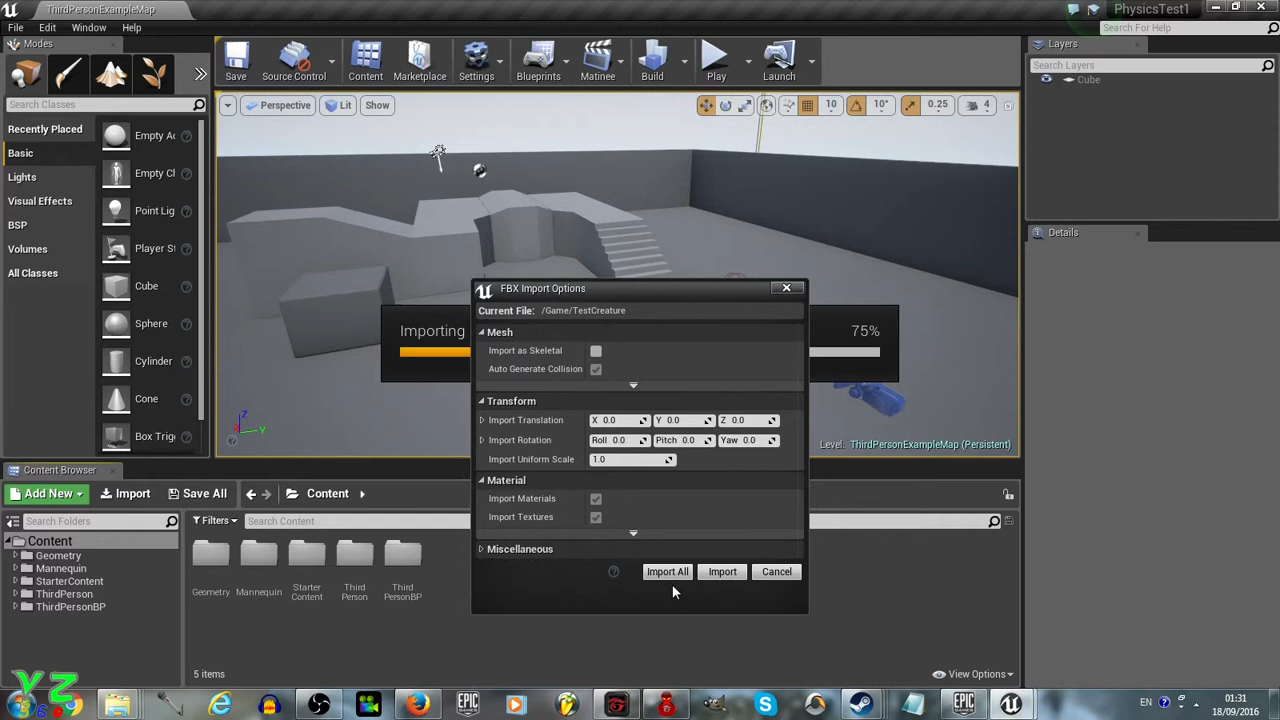 ThirdPersonExampleMap
PhysicsTest1
File Edit Window Help
Search For Help
Modes
Save Source Control Content Marketplace Settings Blueprints Matinee Build Play Launch
Layers
Search Layers
Cube
Search Classes
Perspective Lit Show
10 10° 0.25 4
Recently Placed
Basic
Lights
Visual Effects
BSP
Volumes
All Classes
Empty Ac
Empty Ch
Point Lig
Player St
Cube
Sphere
Cylinder
Cone
Box Trig
Details
Importing
75%
FBX Import Options
Current File: /Game/TestCreature
Mesh
Import as Skeletal
Auto Generate Collision
Transform
Import Translation X 0.0 Y 0.0 Z 0.0
Import Rotation Roll 0.0 Pitch 0.0 Yaw 0.0
Import Uniform Scale 1.0
Material
Import Materials
Import Textures
Miscellaneous
Import All Import Cancel
Z
Y
Level: ThirdPersonExampleMap (Persistent)
Content Browser
Add New Import Save All Content
Search Folders
Filters Search Content
Content
Geometry
Mannequin
StarterContent
ThirdPerson
ThirdPersonBP
Geometry
Mannequin
Starter
Content
Third
Person
Third
PersonBP
5 items
View Options
YZ
EPIC
GAMES
EPIC
GAMES
EN
01:31
18/09/2016